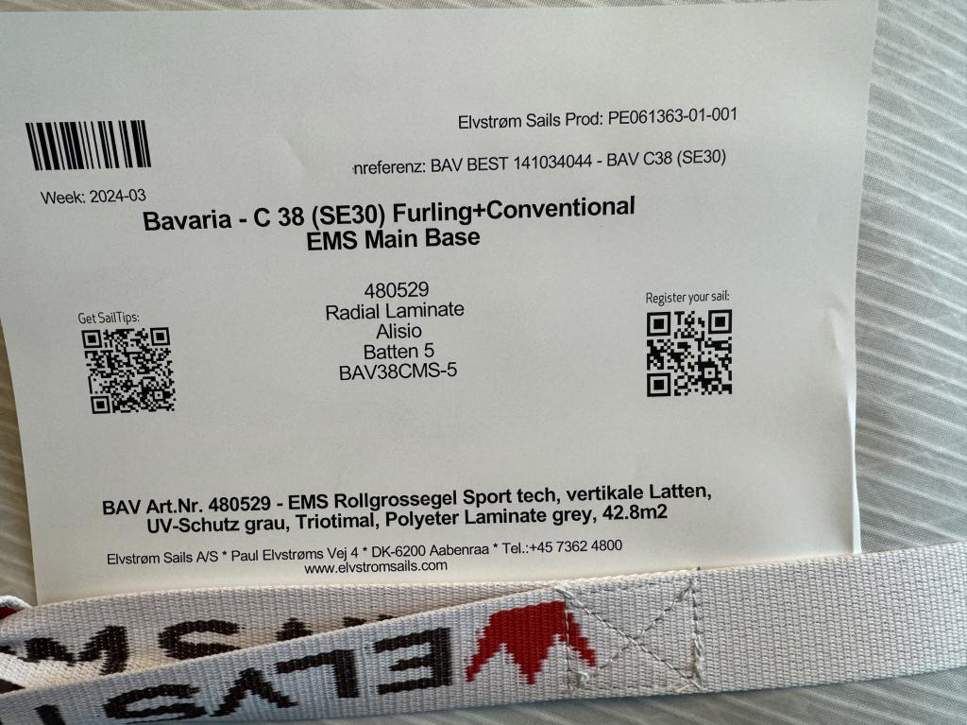 Elvstrøm Sails Prod: PE061363-01-001
nreferenz: BAV BEST 141034044 - BAV C38 (SE30)
Week: 2024-03
Bavaria - C 38 (SE30) Furling+Conventional
EMS Main Base
480529
Radial Laminate
Alisio
Batten 5
BAV38CMS-5
Get SailTips:
Register your sail:
BAV Art.Nr. 480529 - EMS Rollgrossegel Sport tech, vertikale Latten,
UV-Schutz grau, Triotimal, Polyeter Laminate grey, 42.8m2
Elvstrøm Sails A/S * Paul Elvstrøms Vej 4 * DK-6200 Aabenraa * Tel.:+45 7362 4800
www.elvstromsails.com
ELVST